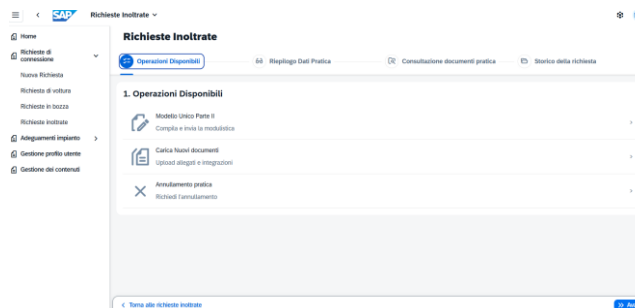 SAP
Richieste Inoltrate
Home
Richieste di
connessione
Nuova Richiesta
Richiesta di voltura
Richieste in bozza
Richieste inoltrate
Adeguamenti impianto
Gestione profilo utente
Gestione dei contenuti
Richieste Inoltrate
Operazioni Disponibili
Riepilogo Dati Pratica
Consultazione documenti pratica
Storico della richiesta
1. Operazioni Disponibili
Modello Unico Parte II
Compila e invia la modulistica
Carica Nuovi documenti
Upload allegati e integrazioni
Annullamento pratica
Richiedi l'annullamento
Torna alle richieste inoltrate